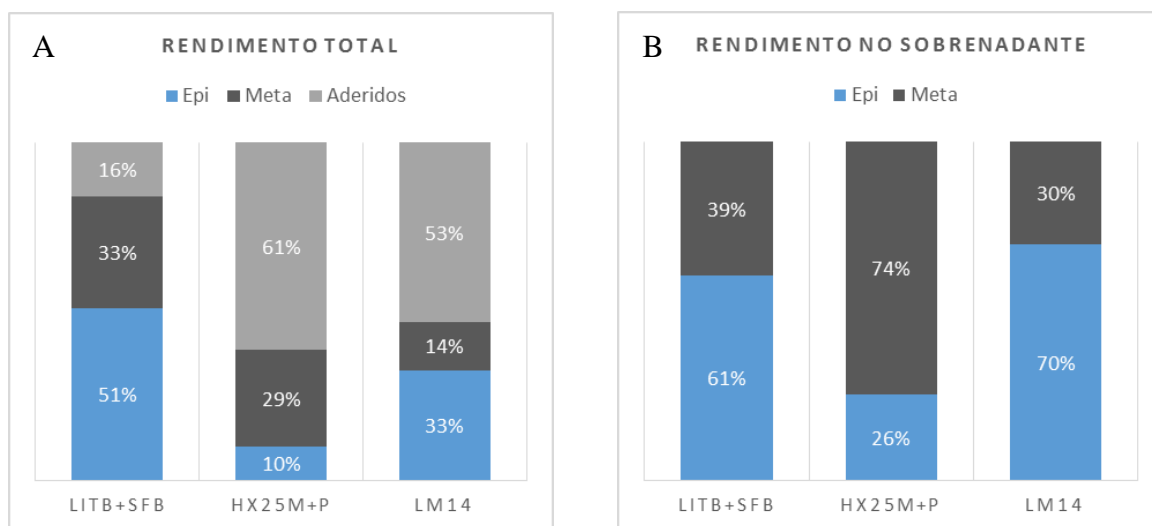 A
RENDIMENTO TOTAL
Epi Meta Aderidos
16%
33%
51%
61%
29%
10%
53%
14%
33%
LITB+SFB HX25M+P LM14
B
RENDIMENTO NO SOBRENADANTE
Epi Meta
39%
61%
74%
26%
30%
70%
LITB+SFB HX25M+P LM14